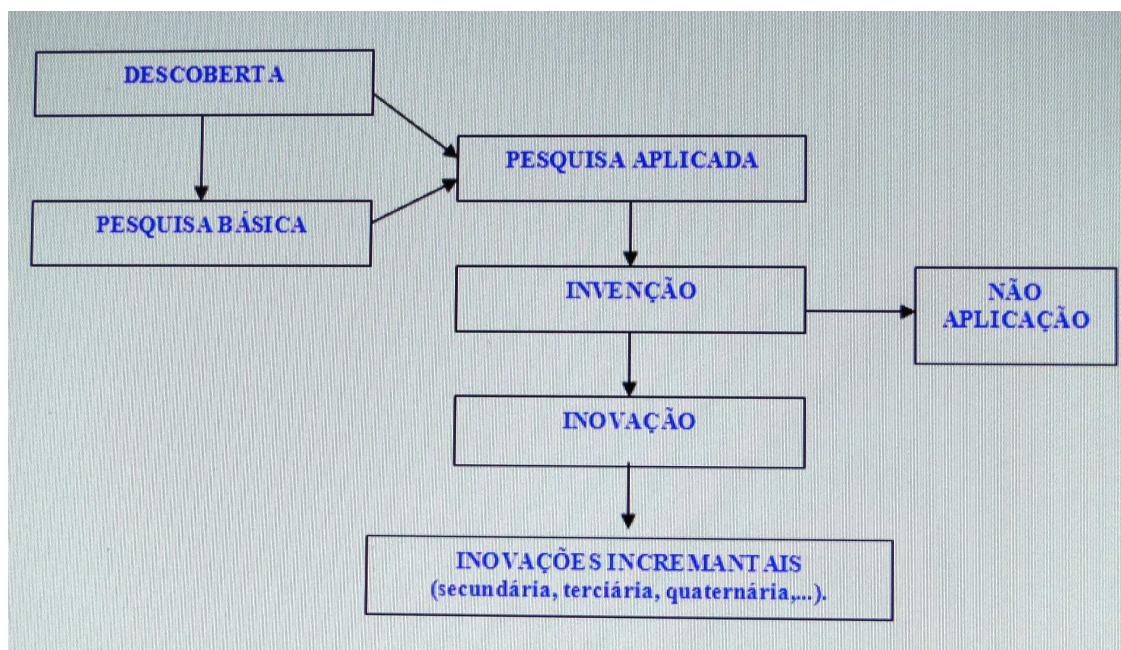 DESCOBERTA
PESQUISA APLICADA
PESQUISA BÁSICA
INVENÇÃO
NÃO
APLICAÇÃO
INOVAÇÃO
INOVAÇÕES INCREMANTAIS
(secundária, terciária, quaternária,...).